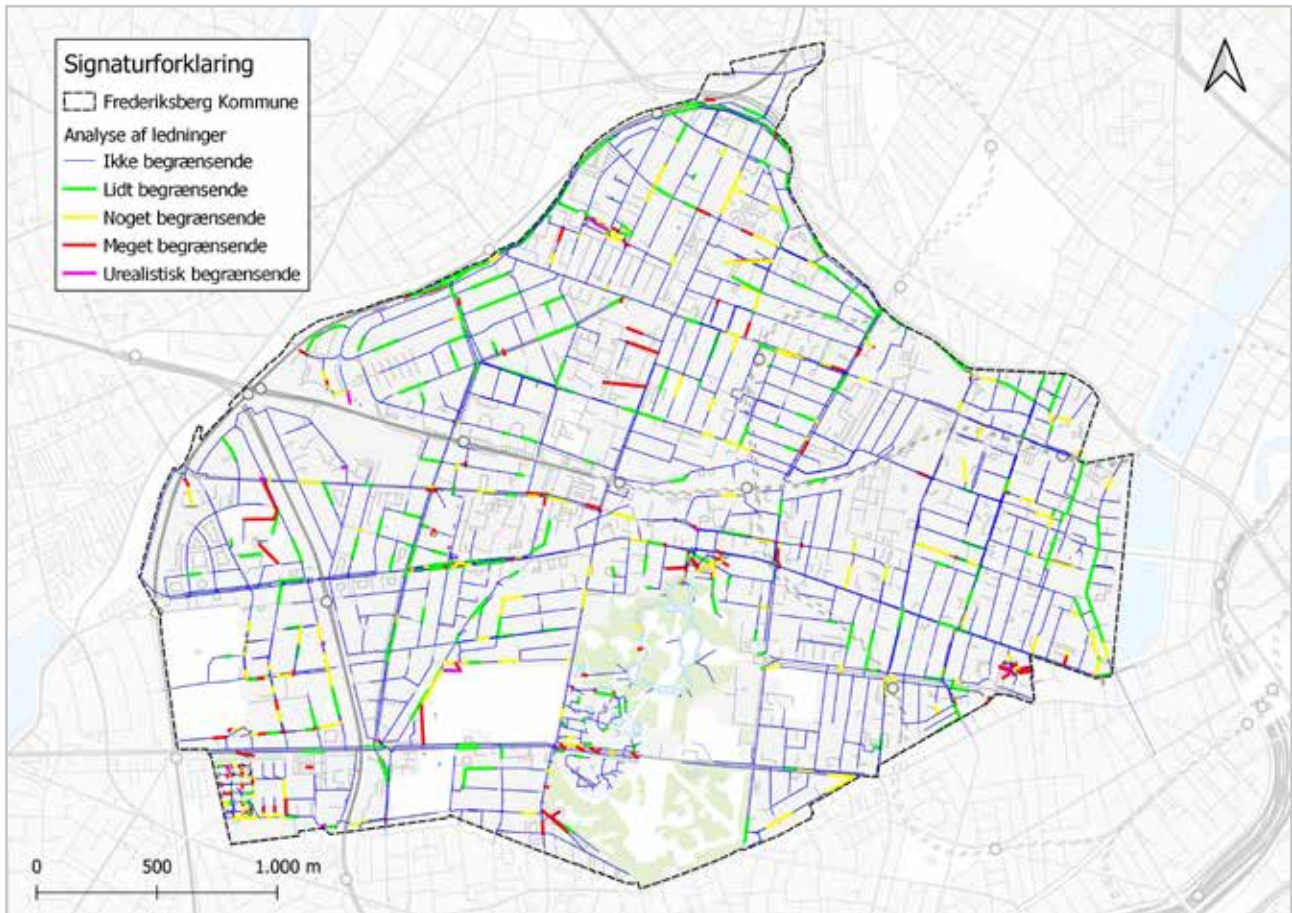 Signaturforklaring
Frederiksberg Kommune
Analyse af ledninger
Ikke begrænsende
Lidt begrænsende
Noget begrænsende
Meget begrænsende
Urealistisk begrænsende
0 500 1.000 m